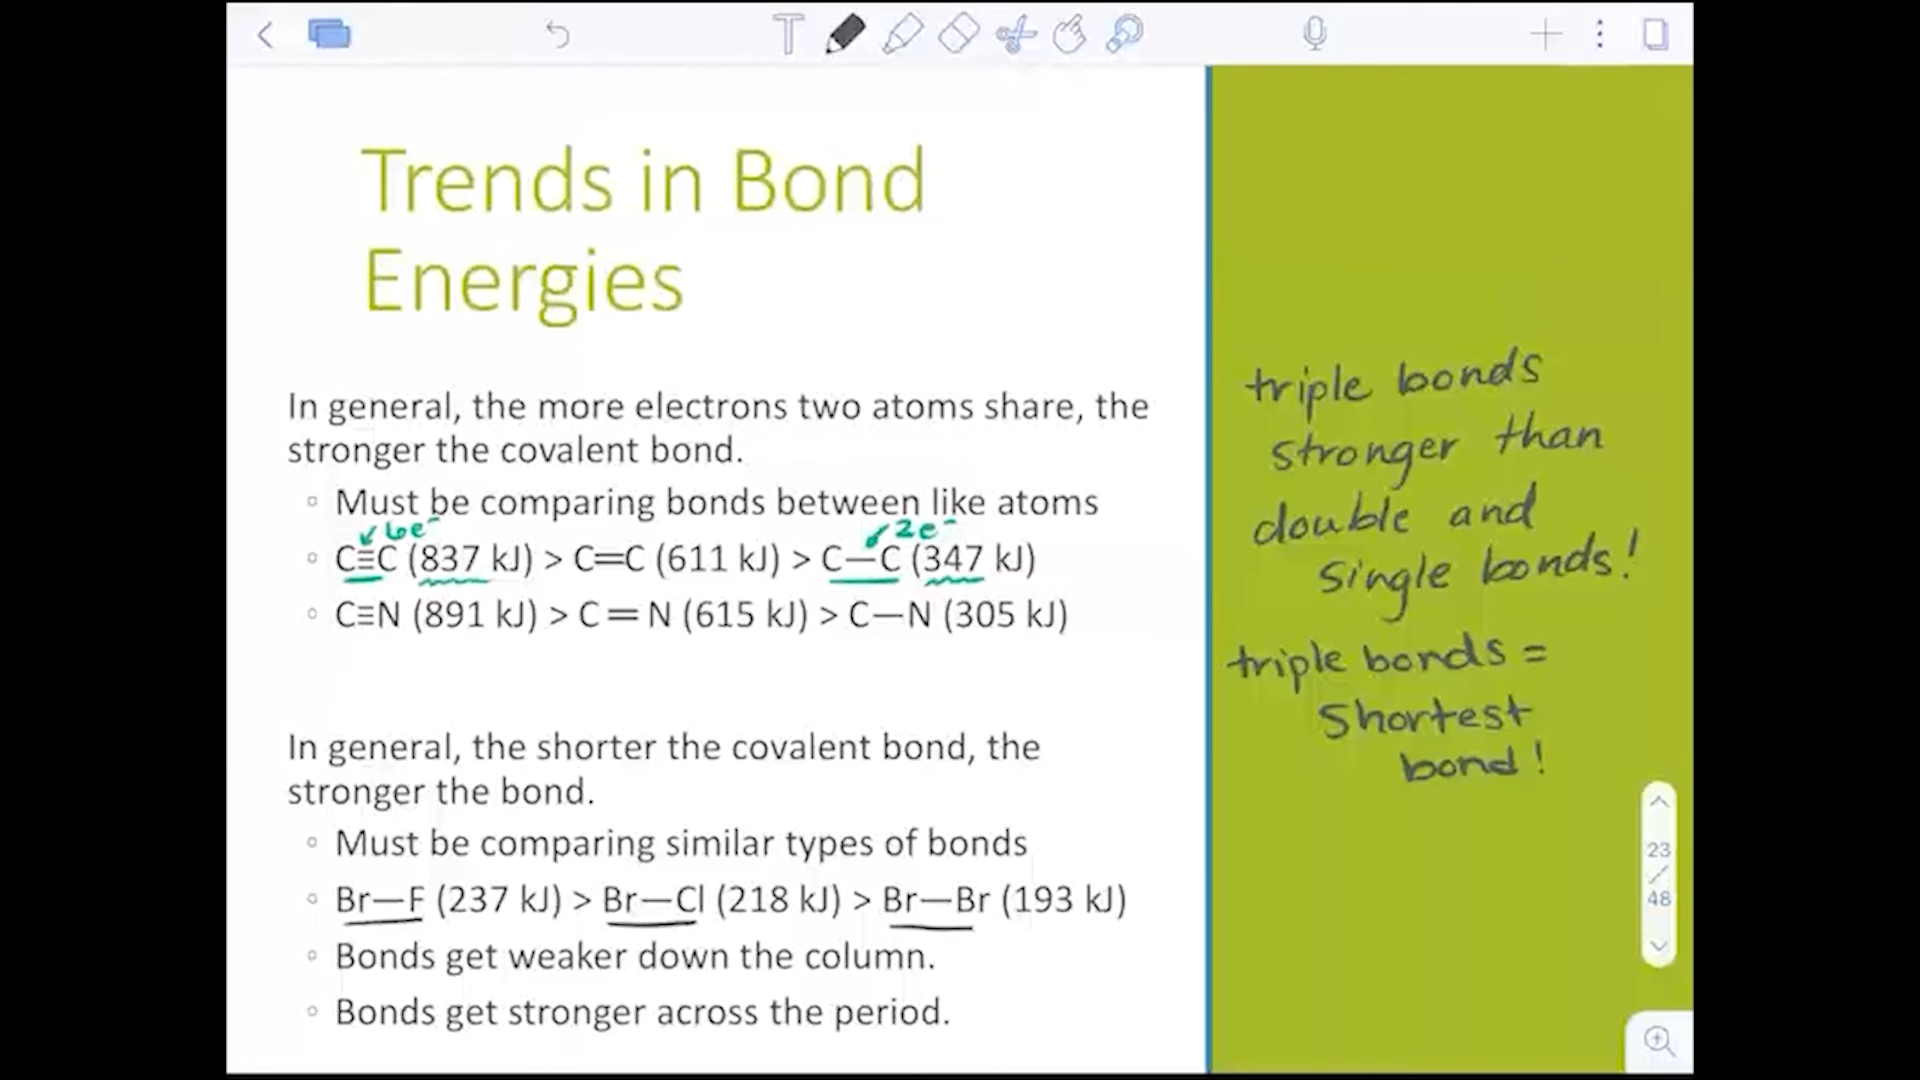 Trends in Bond
Energies
In general, the more electrons two atoms share, the
stronger the covalent bond.
◦ Must be comparing bonds between like atoms
6e⁻ 2e⁻
◦ C≡C (837 kJ) > C=C (611 kJ) > C—C (347 kJ)
◦ C≡N (891 kJ) > C=N (615 kJ) > C—N (305 kJ)
In general, the shorter the covalent bond, the
stronger the bond.
◦ Must be comparing similar types of bonds
◦ Br—F (237 kJ) > Br—Cl (218 kJ) > Br—Br (193 kJ)
◦ Bonds get weaker down the column.
◦ Bonds get stronger across the period.
triple bonds
stronger than
double and
single bonds!
triple bonds =
shortest
bond!
23
/
48